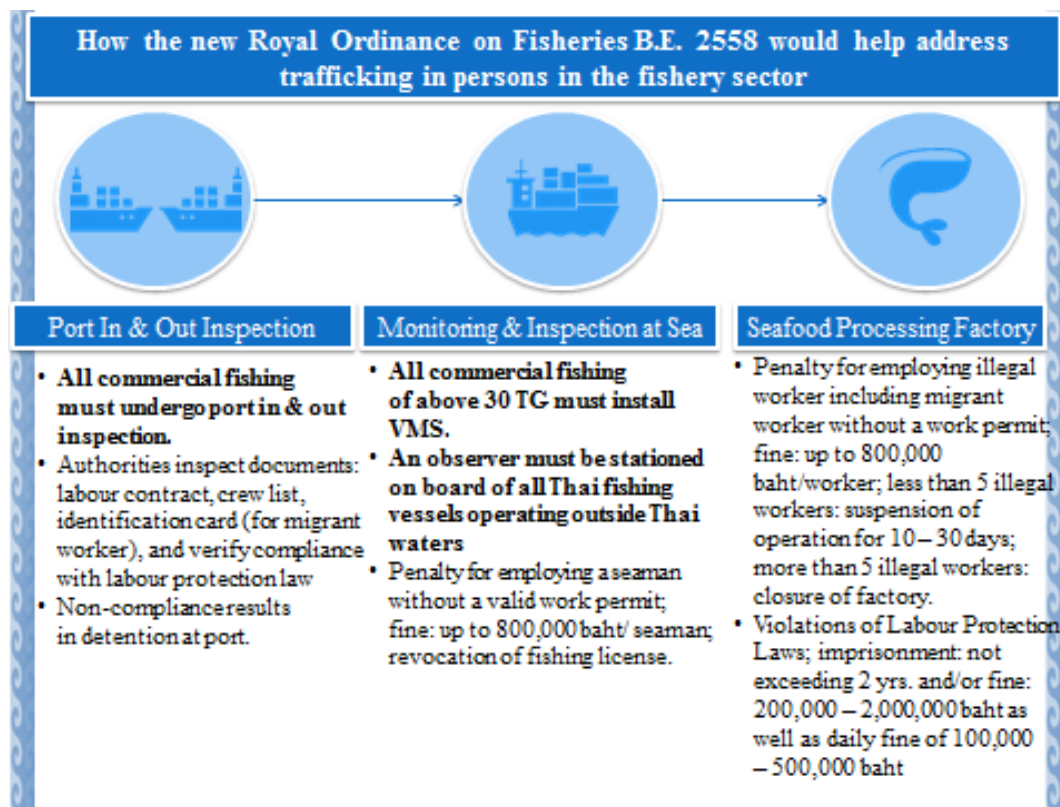 How the new Royal Ordinance on Fisheries B.E. 2558 would help address
trafficking in persons in the fishery sector
Port In & Out Inspection
• All commercial fishing
must undergo port in & out
inspection.
• Authorities inspect documents:
labour contract, crew list,
identification card (for migrant
worker), and verify compliance
with labour protection law
• Non-compliance results
in detention at port.
Monitoring & Inspection at Sea
• All commercial fishing
of above 30 TG must install
VMS.
• An observer must be stationed
on board of all Thai fishing
vessels operating outside Thai
waters
• Penalty for employing a seaman
without a valid work permit;
fine: up to 800,000 baht/ seaman;
revocation of fishing license.
Seafood Processing Factory
• Penalty for employing illegal
worker including migrant
worker without a work permit;
fine: up to 800,000
baht/worker; less than 5 illegal
workers: suspension of
operation for 10 – 30 days;
more than 5 illegal workers:
closure of factory.
• Violations of Labour Protection
Laws; imprisonment: not
exceeding 2 yrs. and/or fine:
200,000 – 2,000,000 baht as
well as daily fine of 100,000
– 500,000 baht